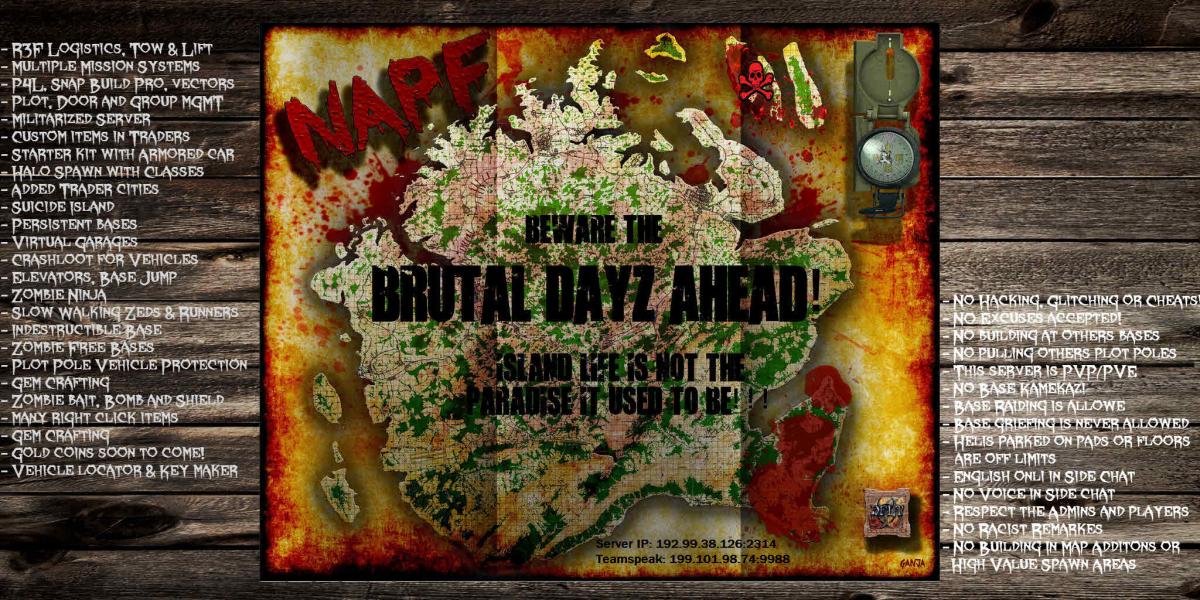 - R3F Logistics, Tow & Lift
- Multiple Mission Systems
- P4L, Snap Build Pro, vectors
- Plot, Door and Group MGMT
- Militarized Server
- Custom Items in Traders
- Starter Kit with Armored car
- Halo Spawn with Classes
- Added Trader cities
- Suicide Island
- Persistent bases
- Virtual Garages
- Crashloot for Vehicles
- Elevators, Base Jump
- Zombie Ninja
- Slow Walking Zeds & Runners
- Indestructible Base
- Zombie Free Bases
- Plot Pole Vehicle Protection
- Gem Crafting
- Zombie Bait, Bomb and Shield
- Many Right Click Items
- Gem Crafting
- Gold Coins soon to come!
- Vehicle Locator & Key Maker
NAPF
BEWARE THE
BRUTAL DAYZ AHEAD!
ISLAND LIFE IS NOT THE
PARADISE IT USED TO BE!!!
Server IP: 192.99.38.126:2314
Teamspeak: 199.101.98.74:9988
GANJA
- No Hacking, Glitching or cheats
- No Excuses Accepted!
- No building at others bases
- No pulling others plot poles
This server is PVP/PVE
- No Base Kamekazi
- Base Raiding is allowe
- Base Griefing is never allowed
- Helis parked on pads or floors
are off limits
- English onli in side chat
- No Voice in side chat
- Respect the Admins and players
- No Racist Remarkes
- No Building in map additons or
High Value Spawn Areas